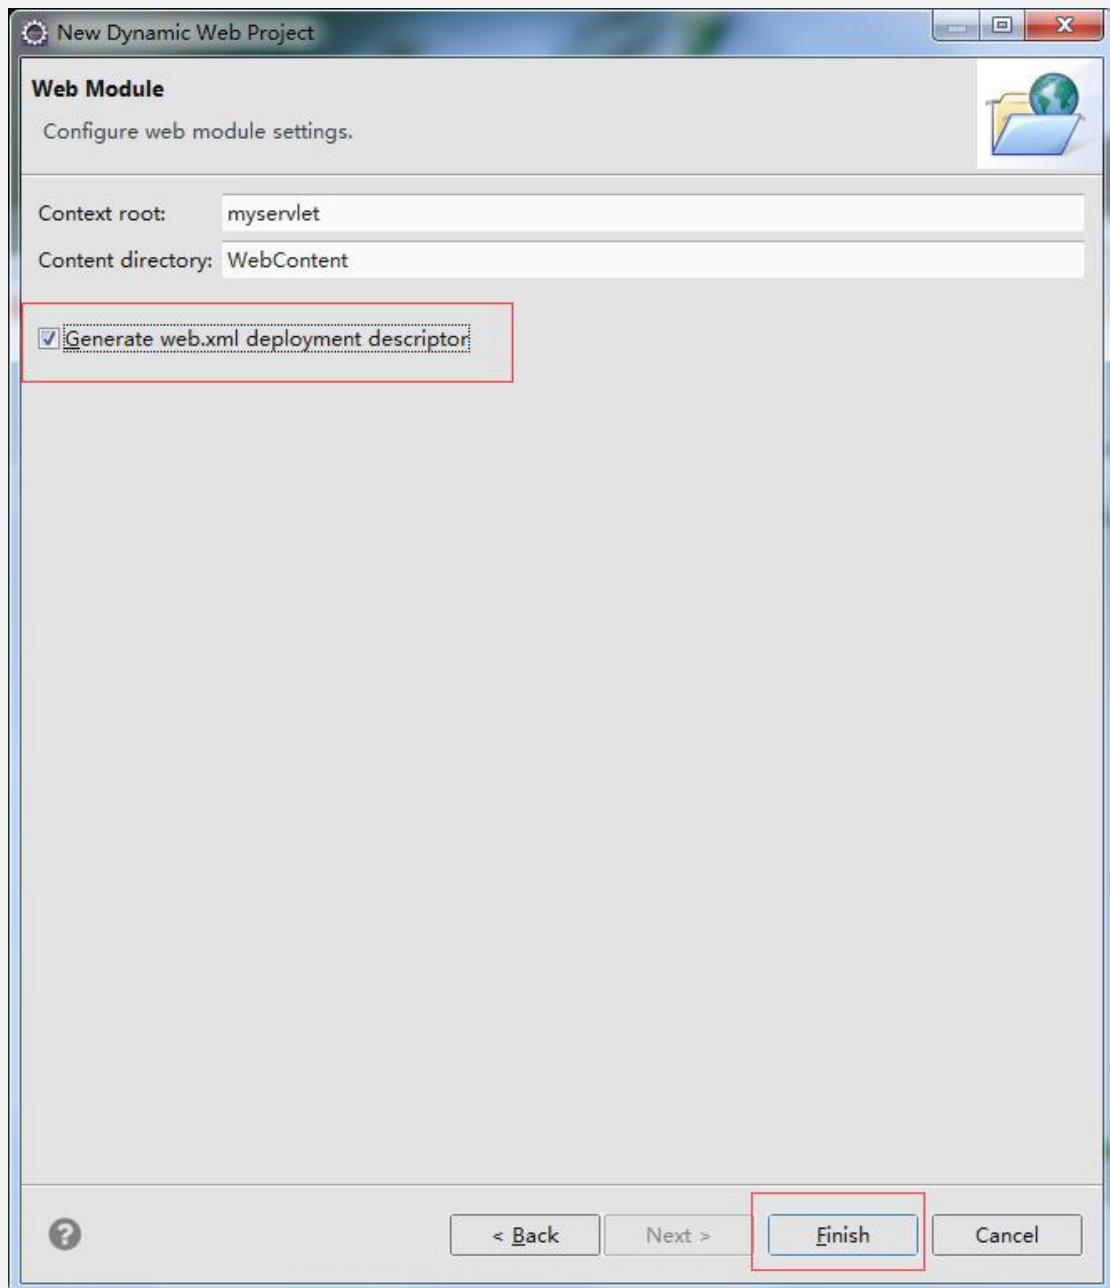 New Dynamic Web Project
Web Module
Configure web module settings.
Context root: myservlet
Content directory: WebContent
Generate web.xml deployment descriptor
? < Back Next > Finish Cancel